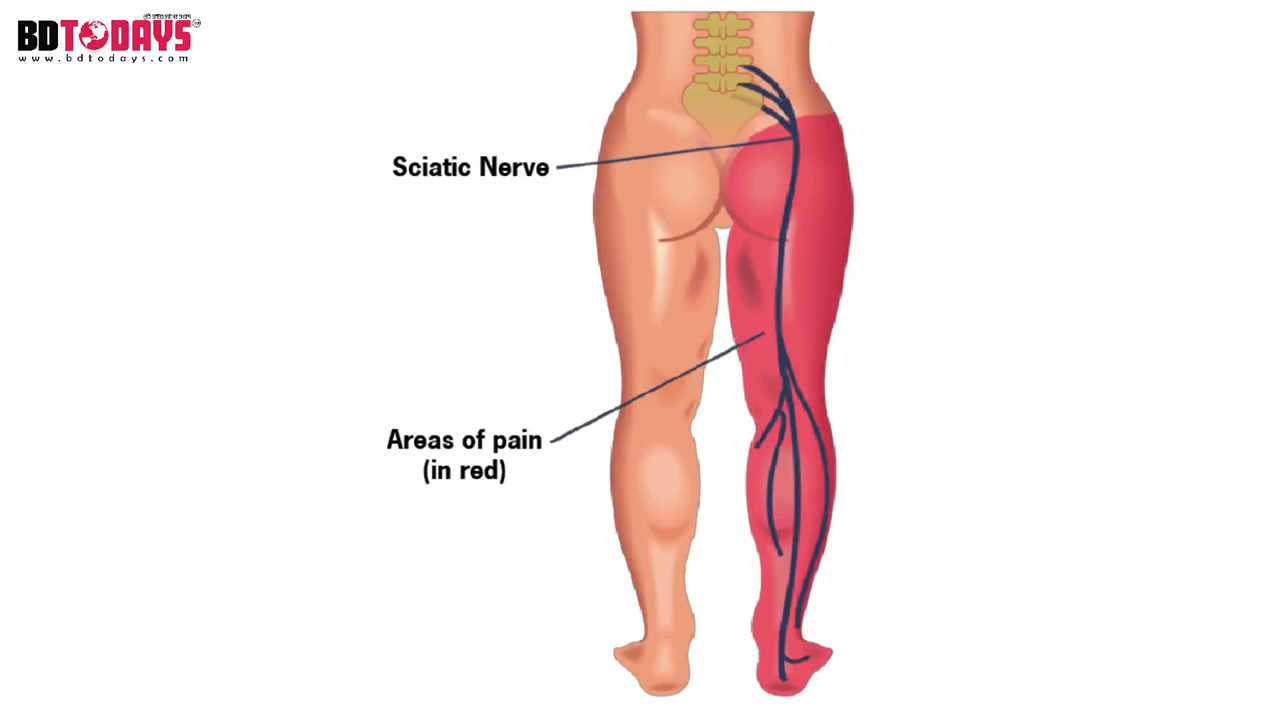 BDTODAYS
www.bdtodays.com
Sciatic Nerve
Areas of pain
(in red)